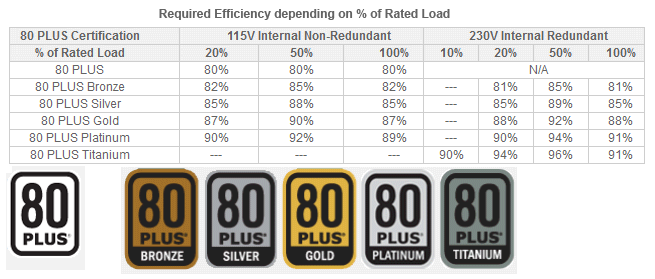 Required Efficiency depending on % of Rated Load
80 PLUS Certification 115V Internal Non-Redundant 230V Internal Redundant
% of Rated Load 20% 50% 100% 10% 20% 50% 100%
80 PLUS 80% 80% 80% N/A
80 PLUS Bronze 82% 85% 82% --- 81% 85% 81%
80 PLUS Silver 85% 88% 85% --- 85% 89% 85%
80 PLUS Gold 87% 90% 87% --- 88% 92% 88%
80 PLUS Platinum 90% 92% 89% --- 90% 94% 91%
80 PLUS Titanium --- --- --- 90% 94% 96% 91%
80 80 80 80 80 80
PLUS® PLUS® PLUS® PLUS® PLUS® PLUS®
BRONZE SILVER GOLD PLATINUM TITANIUM